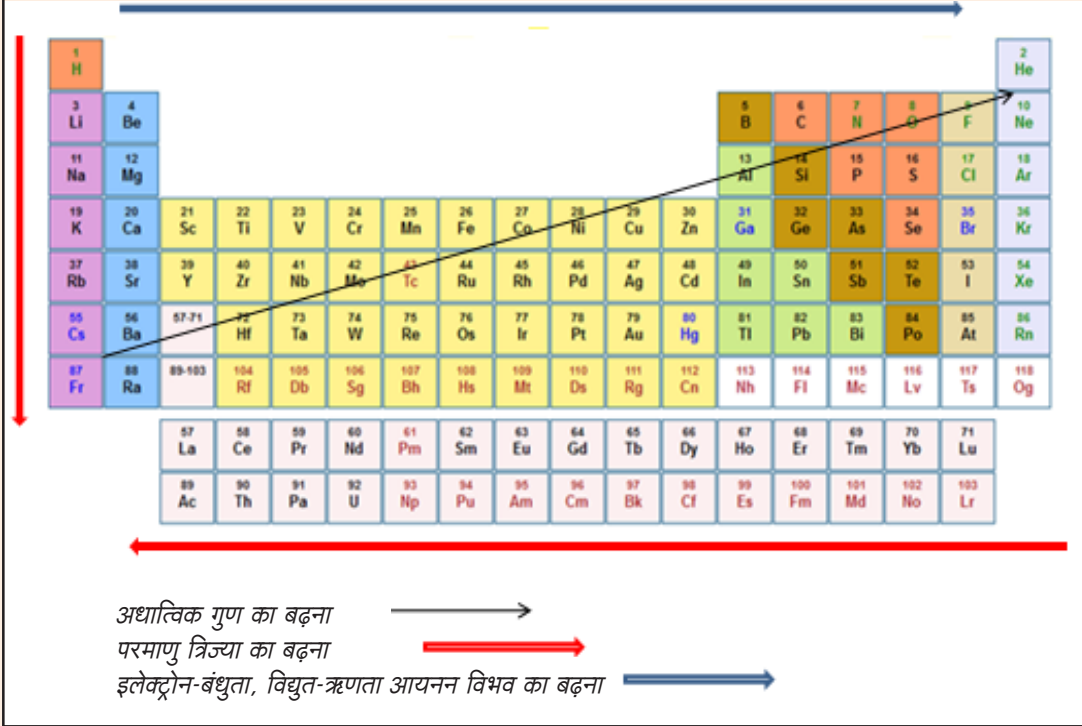 1 2
H He
3 4 5 6 7 8 9 10
Li Be B C N O F Ne
11 12 13 14 15 16 17 18
Na Mg Al Si P S Cl Ar
19 20 21 22 23 24 25 26 27 28 29 30 31 32 33 34 35 36
K Ca Sc Ti V Cr Mn Fe Co Ni Cu Zn Ga Ge As Se Br Kr
37 38 39 40 41 42 43 44 45 46 47 48 49 50 51 52 53 54
Rb Sr Y Zr Nb Mo Tc Ru Rh Pd Ag Cd In Sn Sb Te I Xe
55 56 57-71 72 73 74 75 76 77 78 79 80 81 82 83 84 85 86
Cs Ba Hf Ta W Re Os Ir Pt Au Hg Tl Pb Bi Po At Rn
87 88 89-103 104 105 106 107 108 109 110 111 112 113 114 115 116 117 118
Fr Ra Rf Db Sg Bh Hs Mt Ds Rg Cn Nh Fl Mc Lv Ts Og
57 58 59 60 61 62 63 64 65 66 67 68 69 70 71
La Ce Pr Nd Pm Sm Eu Gd Tb Dy Ho Er Tm Yb Lu
89 90 91 92 93 94 95 96 97 98 99 100 101 102 103
Ac Th Pa U Np Pu Am Cm Bk Cf Es Fm Md No Lr
अधात्विक गुण का बढ़ना
परमाणु त्रिज्या का बढ़ना
इलेक्ट्रोन-बंधुता, विद्युत-ऋणता आयनन विभव का बढ़ना